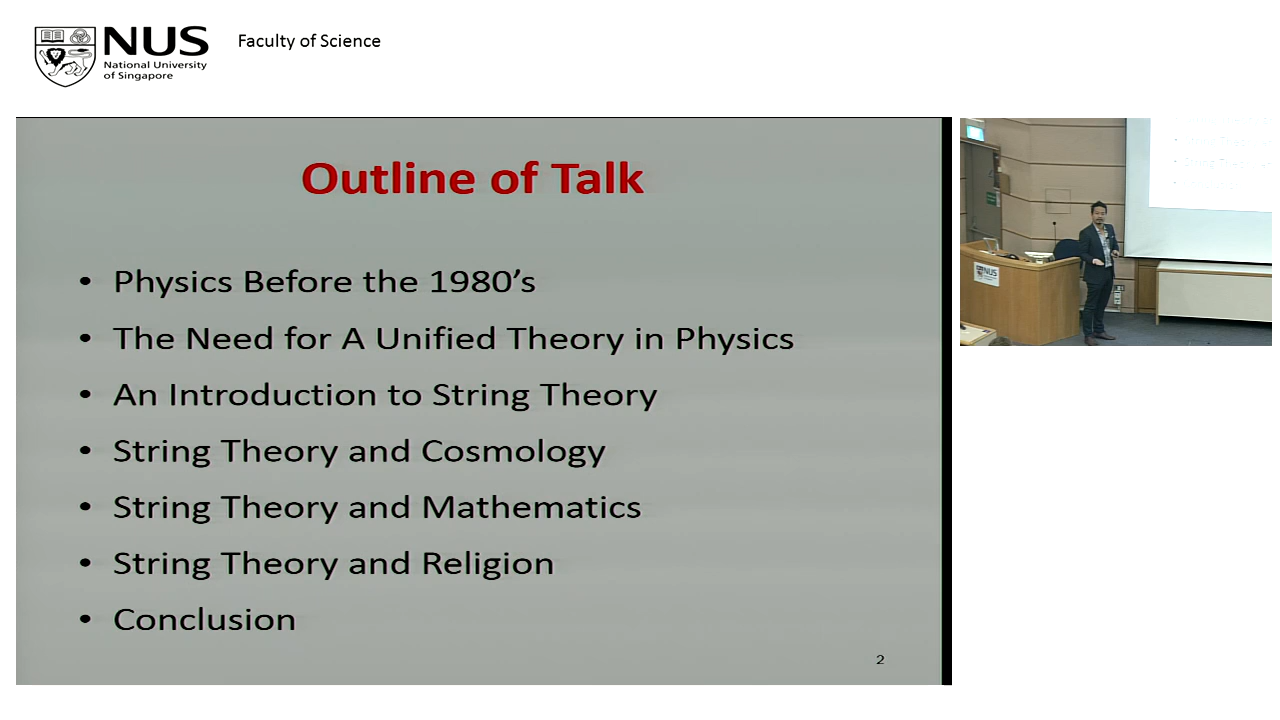 NUS
National University
of Singapore
Faculty of Science
Outline of Talk
• Physics Before the 1980’s
• The Need for A Unified Theory in Physics
• An Introduction to String Theory
• String Theory and Cosmology
• String Theory and Mathematics
• String Theory and Religion
• Conclusion
2
NUS